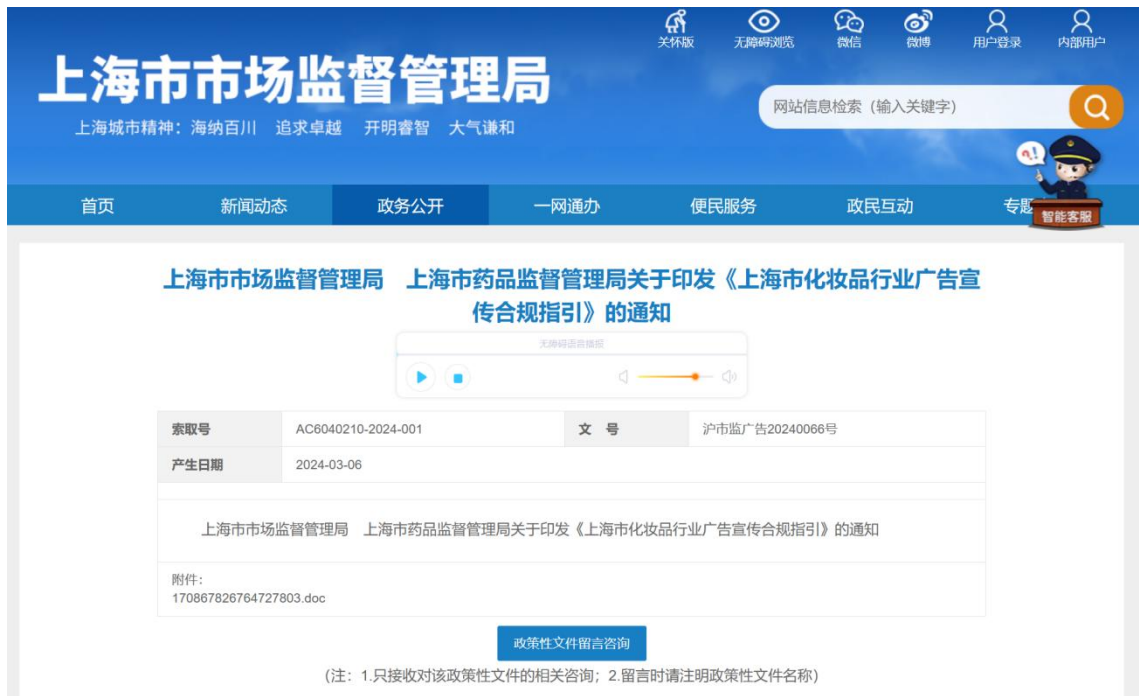 关怀版 无障碍浏览 微信 微博 用户登录 内部用户
上海市市场监督管理局
网站信息检索（输入关键字）
上海城市精神：海纳百川 追求卓越 开明睿智 大气谦和
首页 新闻动态 政务公开 一网通办 便民服务 政民互动 专题
智能客服
上海市市场监督管理局 上海市药品监督管理局关于印发《上海市化妆品行业广告宣
传合规指引》的通知
无障碍语音播报
索取号 AC6040210-2024-001 文 号 沪市监广告20240066号
产生日期 2024-03-06
上海市市场监督管理局 上海市药品监督管理局关于印发《上海市化妆品行业广告宣传合规指引》的通知
附件：
170867826764727803.doc
政策性文件留言咨询
(注：1.只接收对该政策性文件的相关咨询；2.留言时请注明政策性文件名称)